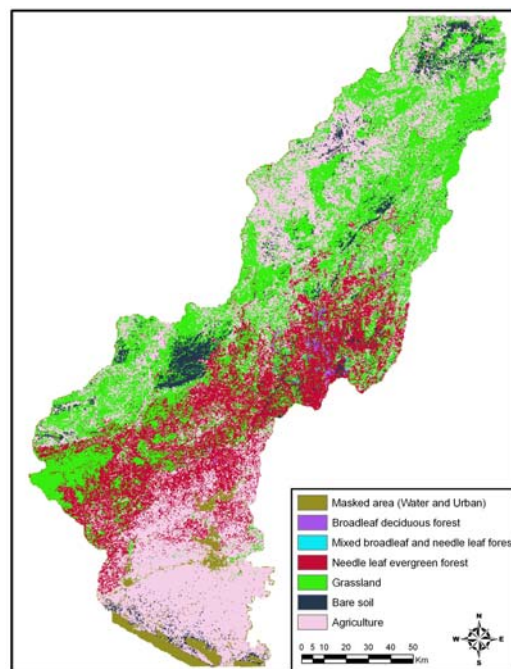 Masked area (Water and Urban)
Broadleaf deciduous forest
Mixed broadleaf and needle leaf fores
Needle leaf evergreen forest
Grassland
Bare soil
Agriculture
N
W E
S
0 5 10 20 30 40 50
Km